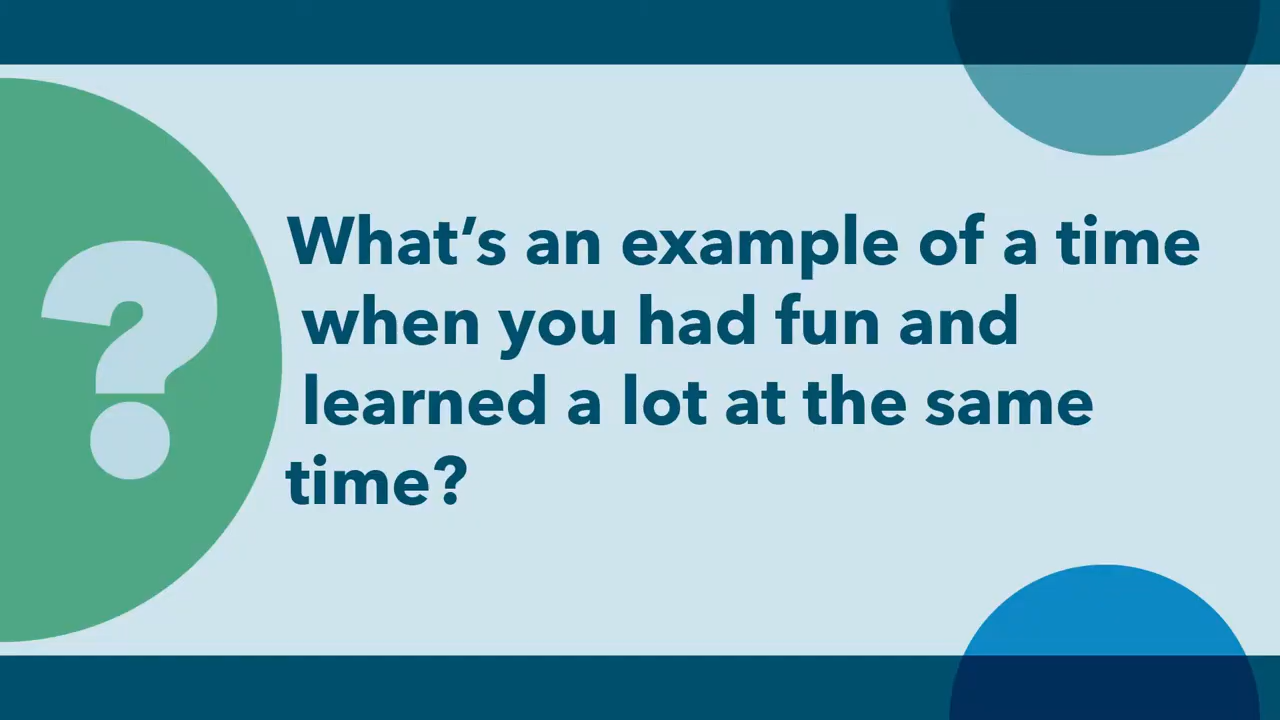 What’s an example of a time
when you had fun and
learned a lot at the same
time?